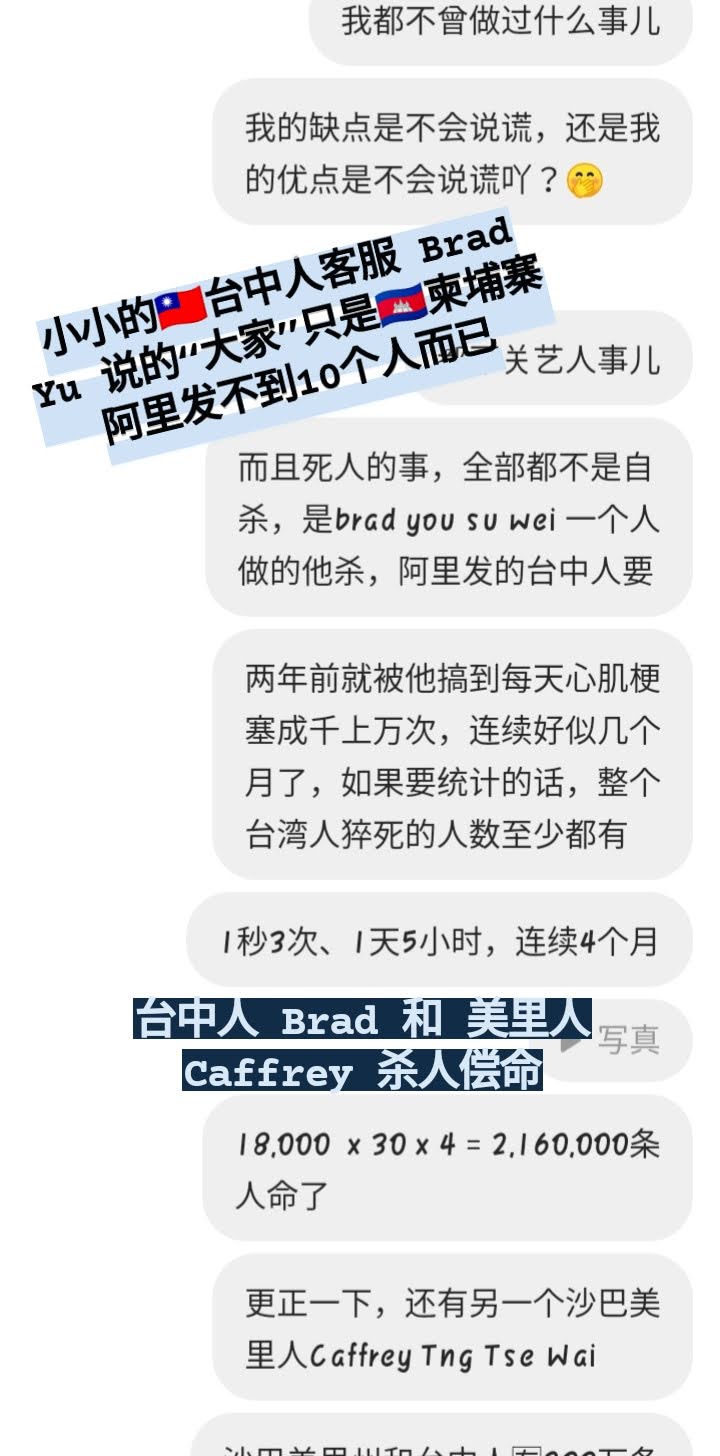 我都不曾做过什么事儿
我的缺点是不会说谎，还是我
的优点是不会说谎吖？🤭
小小的🇹🇼台中人客服 Brad
Yu 说的“大家”只是🇰🇭柬埔寨
阿里发不到10个人而已
关艺人事儿
而且死人的事，全部都不是自
杀，是brad you su wei 一个人
做的他杀，阿里发的台中人要
两年前就被他搞到每天心肌梗
塞成千上万次，连续好似几个
月了，如果要统计的话，整个
台湾人猝死的人数至少都有
1秒3次、1天5小时，连续4个月
台中人 Brad 和 美里人
Caffrey 杀人偿命
写真
18,000 x 30 x 4 = 2,160,000条
人命了
更正一下，还有另一个沙巴美
里人Caffrey Tng Tse Wai